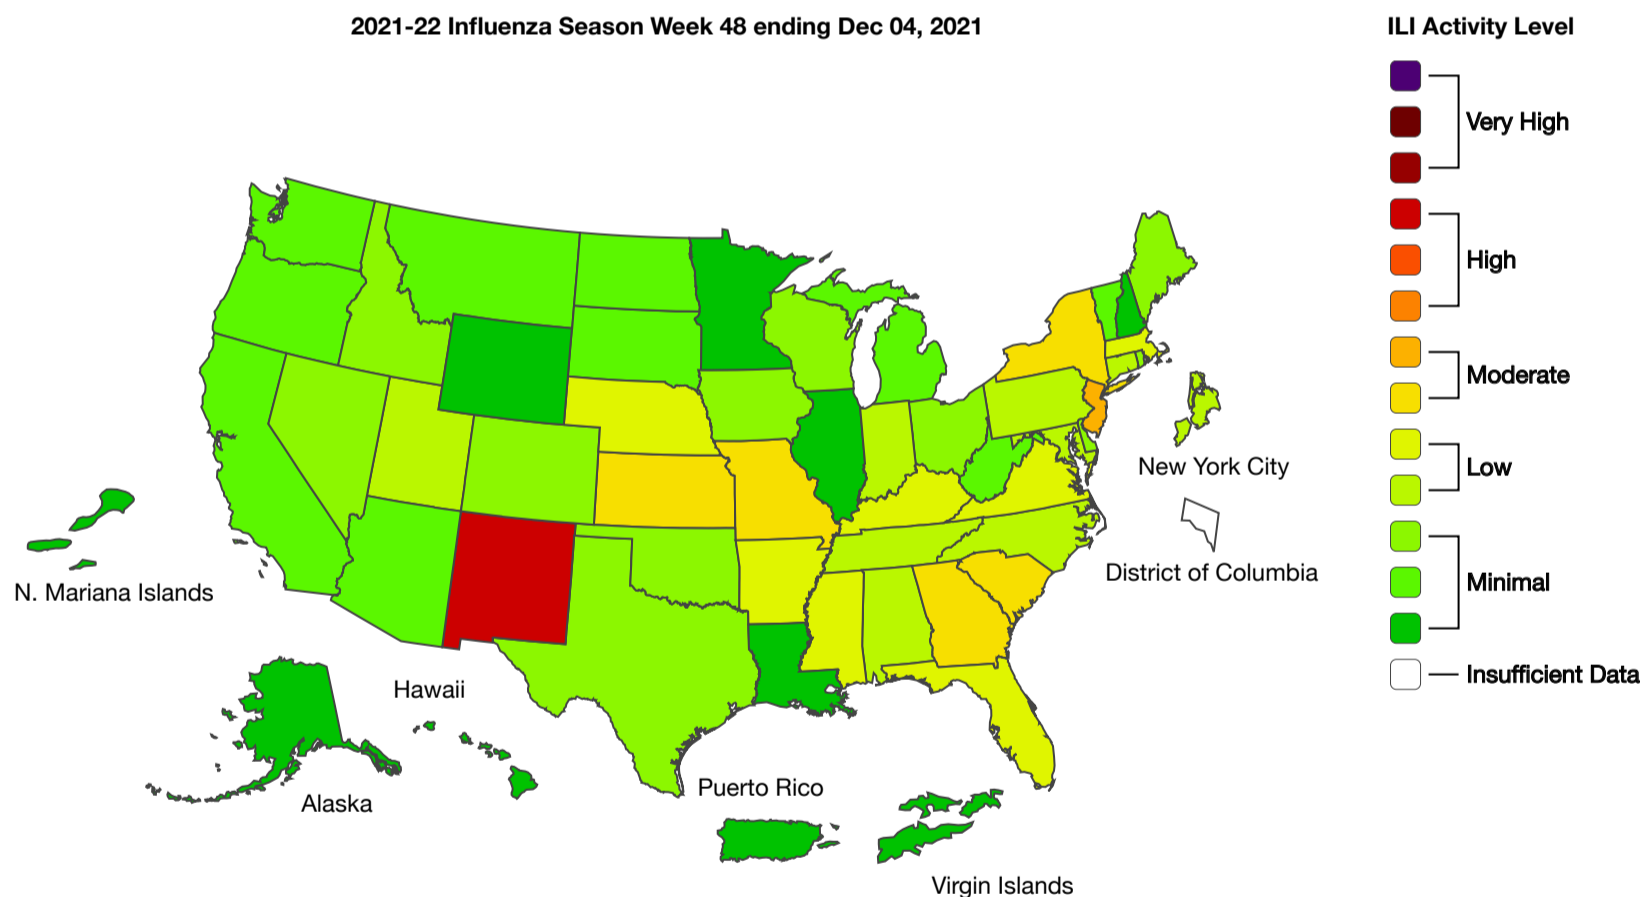 2021-22 Influenza Season Week 48 ending Dec 04, 2021
ILI Activity Level
Very High
High
Moderate
Low
Minimal
Insufficient Data
New York City
District of Columbia
N. Mariana Islands
Hawaii
Alaska
Puerto Rico
Virgin Islands